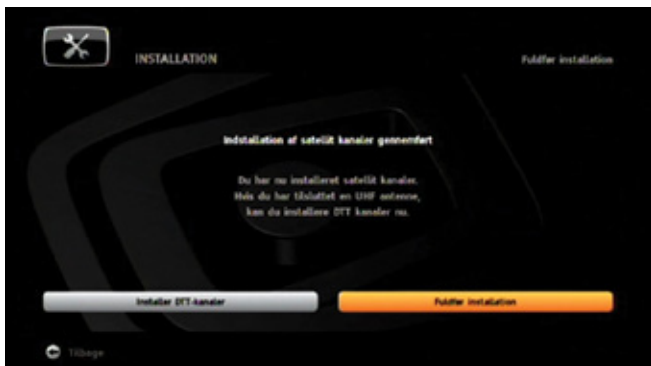 INSTALLATION
Fuldfør installation
Indstallation af satellit kanaler gennemført
Du har nu installeret satellit kanaler.
Hvis du har tilsluttet en UHF antenne,
kan du installere DTT kanaler nu.
Installer DTT-kanaler
Fuldfør installation
Tilbage